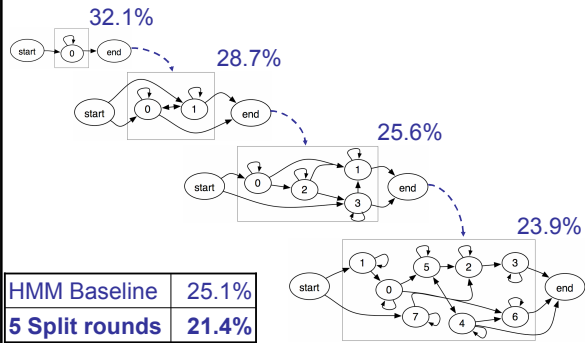 32.1%
start 0 end
28.7%
start 0 1 end
25.6%
start 0 2 1 3 end
23.9%
start 1 0 7 5 2 3 4 6 end
HMM Baseline 25.1%
5 Split rounds 21.4%